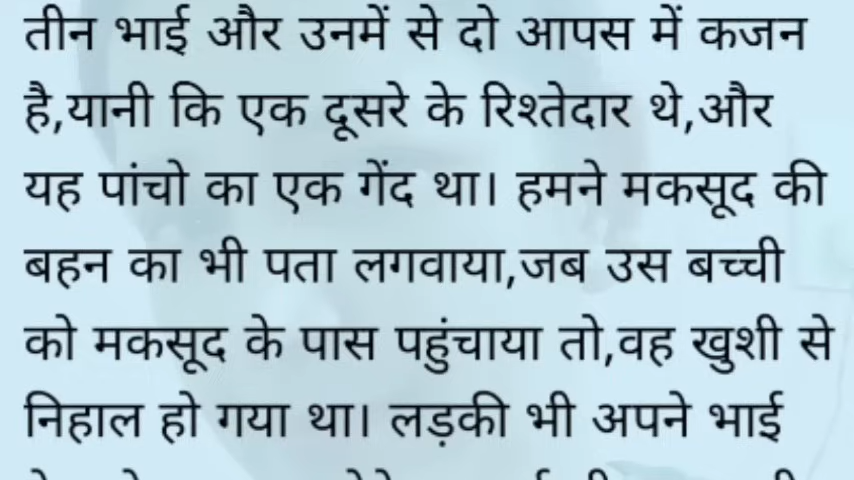 तीन भाई और उनमें से दो आपस में कजन
है,यानी कि एक दूसरे के रिश्तेदार थे,और
यह पांचो का एक गेंद था। हमने मकसूद की
बहन का भी पता लगवाया,जब उस बच्ची
को मकसूद के पास पहुंचाया तो,वह खुशी से
निहाल हो गया था। लड़की भी अपने भाई